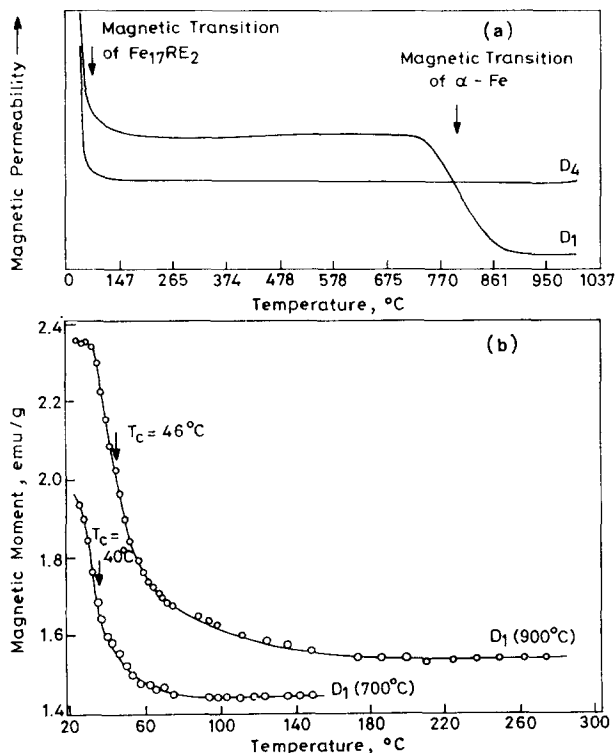 (a)
Magnetic Transition
of Fe17RE2
Magnetic Transition
of α - Fe
Magnetic Permeability
D4
D1
0 147 265 374 478 578 675 770 861 950 1037
Temperature, °C
(b)
2.4
2.2
2.0
1.8
1.6
1.4
Magnetic Moment, emu/g
Tc = 46°C
Tc =
40°C
D1 (900°C)
D1 (700°C)
20 60 100 140 180 220 260 300
Temperature, °C